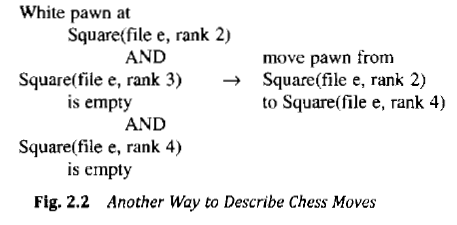 White pawn at
Square(file e, rank 2)
AND
Square(file e, rank 3)
is empty
AND
Square(file e, rank 4)
is empty
→
move pawn from
Square(file e, rank 2)
to Square(file e, rank 4)
Fig. 2.2 Another Way to Describe Chess Moves